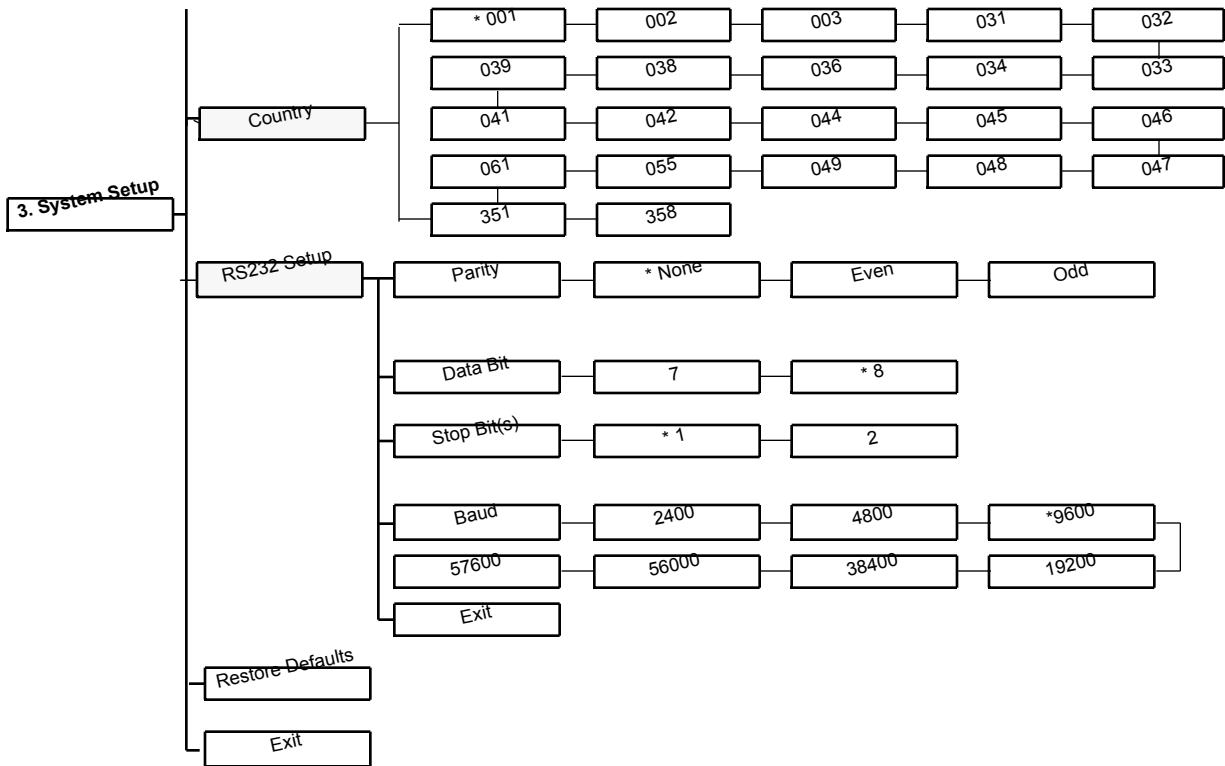 * 001 002 003 031 032
039 038 036 034 033
Country
041 042 044 045 046
061 055 049 048 047
3. System Setup
351 358
RS232 Setup Parity * None Even Odd
Data Bit 7 * 8
Stop Bit(s) * 1 2
Baud 2400 4800 *9600
57600 56000 38400 19200
Exit
Restore Defaults
Exit